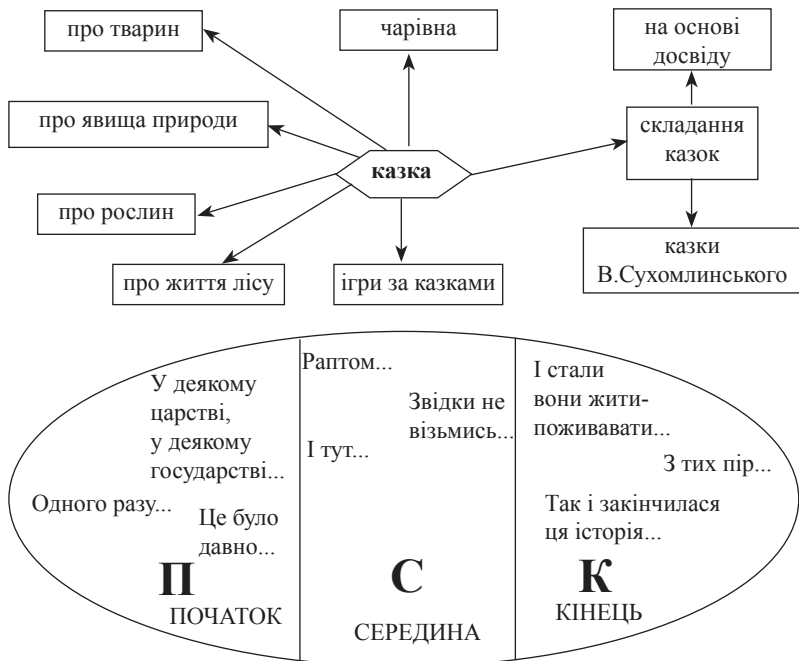 про тварин
чарівна
на основі
досвіду
про явища природи
складання
казок
казка
про рослин
казки
В.Сухомлинського
про життя лісу
ігри за казками
У деякому
царстві,
у деякому
государстві...
Одного разу...
Це було
давно...
П
ПОЧАТОК
Раптом...
Звідки не
візьмись...
І тут...
С
СЕРЕДИНА
І стали
вони жити-
поживавати...
З тих пір...
Так і закінчилася
ця історія...
К
КІНЕЦЬ